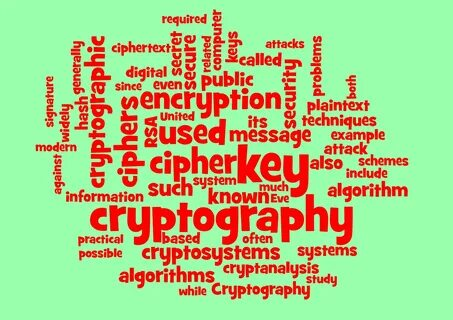 required
ciphertext
secret
secure
related
computer
keys
attacks
called
problems
both
generally
cryptographic
digital
since
even
public
security
signature
widely
hash
ciphers
encryption
plaintext
RSA
United
used
its
message
techniques
example
modern
against
cipher
key
attack
also
schemes
include
such
system
much
information
known
Eve
algorithm
cryptography
practical
based
often
possible
cryptosystems
systems
algorithms
cryptanalysis
study
while
Cryptography